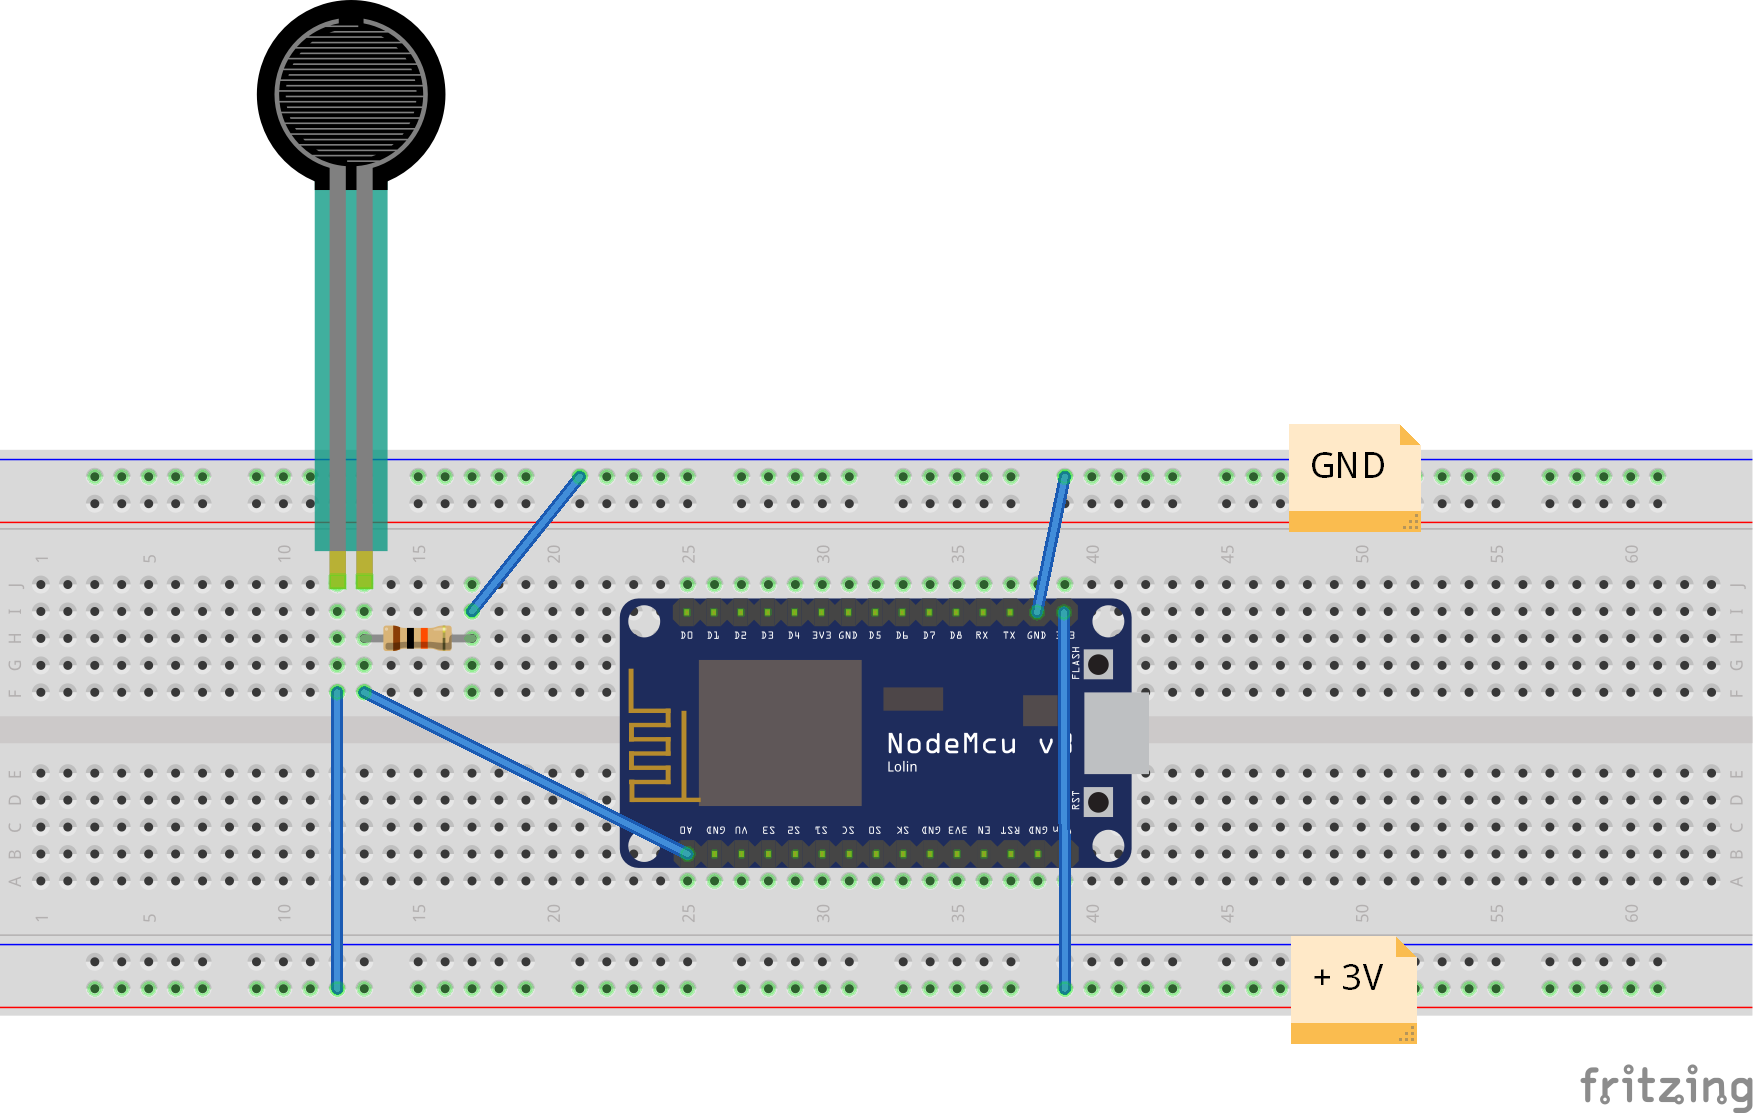 GND
1 5 10 15 20 25 30 35 40 45 50 55 60
J J
I I
H H
G G
F F
D0 D1 D2 D3 D4 3V3 GND D5 D6 D7 D8 RX TX GND
FLASH
NodeMcu v3
Lolin
RST
A0 GND VU S3 S2 S1 SC SO SK GND 3V3 EN RST GND
E E
D D
C C
B B
A A
1 5 10 15 20 25 30 35 40 45 50 55 60
+ 3V
fritzing